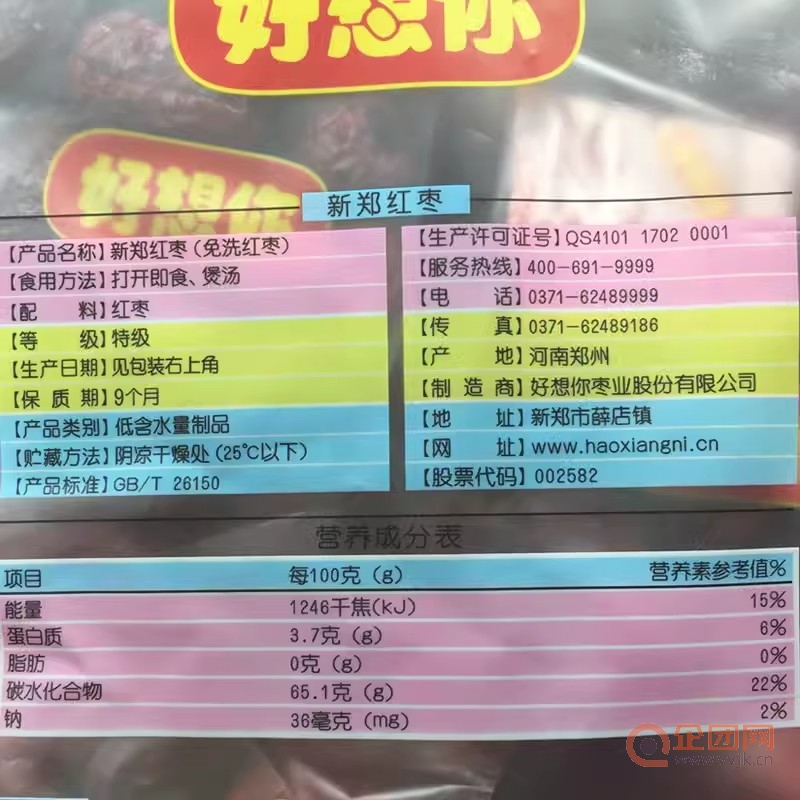 好想你
好想你
新郑红枣
【产品名称】新郑红枣(免洗红枣)
【食用方法】打开即食、煲汤
【配 料】红枣
【等 级】特级
【生产日期】见包装右上角
【保 质 期】9个月
【产品类别】低含水量制品
【贮藏方法】阴凉干燥处(25℃以下)
【产品标准】GB/T 26150
【生产许可证号】QS4101 1702 0001
【服务热线】400-691-9999
【电 话】0371-62489999
【传 真】0371-62489186
【产 地】河南郑州
【制 造 商】好想你枣业股份有限公司
【地 址】新郑市薛店镇
【网 址】www.haoxiangni.cn
【股票代码】002582
营养成分表
项目 每100克(g) 营养素参考值%
能量 1246千焦(kJ) 15%
蛋白质 3.7克(g) 6%
脂肪 0克(g) 0%
碳水化合物 65.1克(g) 22%
钠 36毫克(mg) 2%
企团网